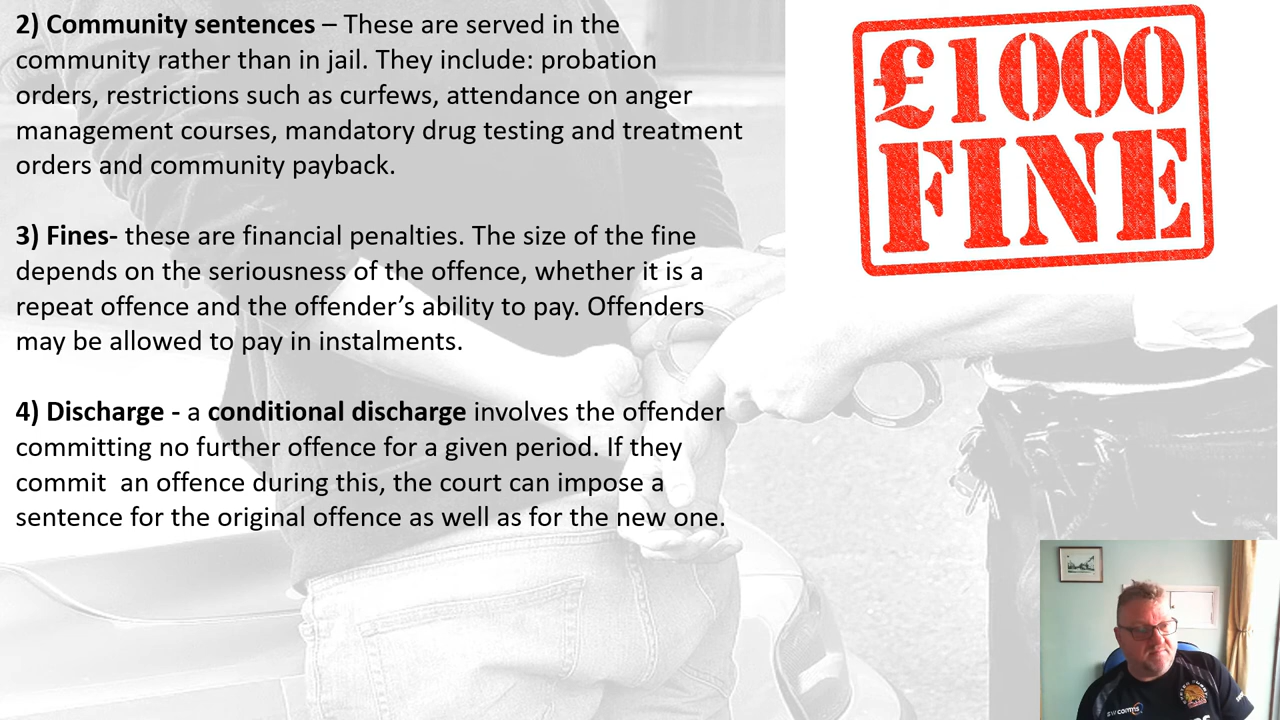 2) Community sentences – These are served in the
community rather than in jail. They include: probation
orders, restrictions such as curfews, attendance on anger
management courses, mandatory drug testing and treatment
orders and community payback.
3) Fines- these are financial penalties. The size of the fine
depends on the seriousness of the offence, whether it is a
repeat offence and the offender’s ability to pay. Offenders
may be allowed to pay in instalments.
4) Discharge - a conditional discharge involves the offender
committing no further offence for a given period. If they
commit  an offence during this, the court can impose a
sentence for the original offence as well as for the new one.
£1000
FINE
swcomms